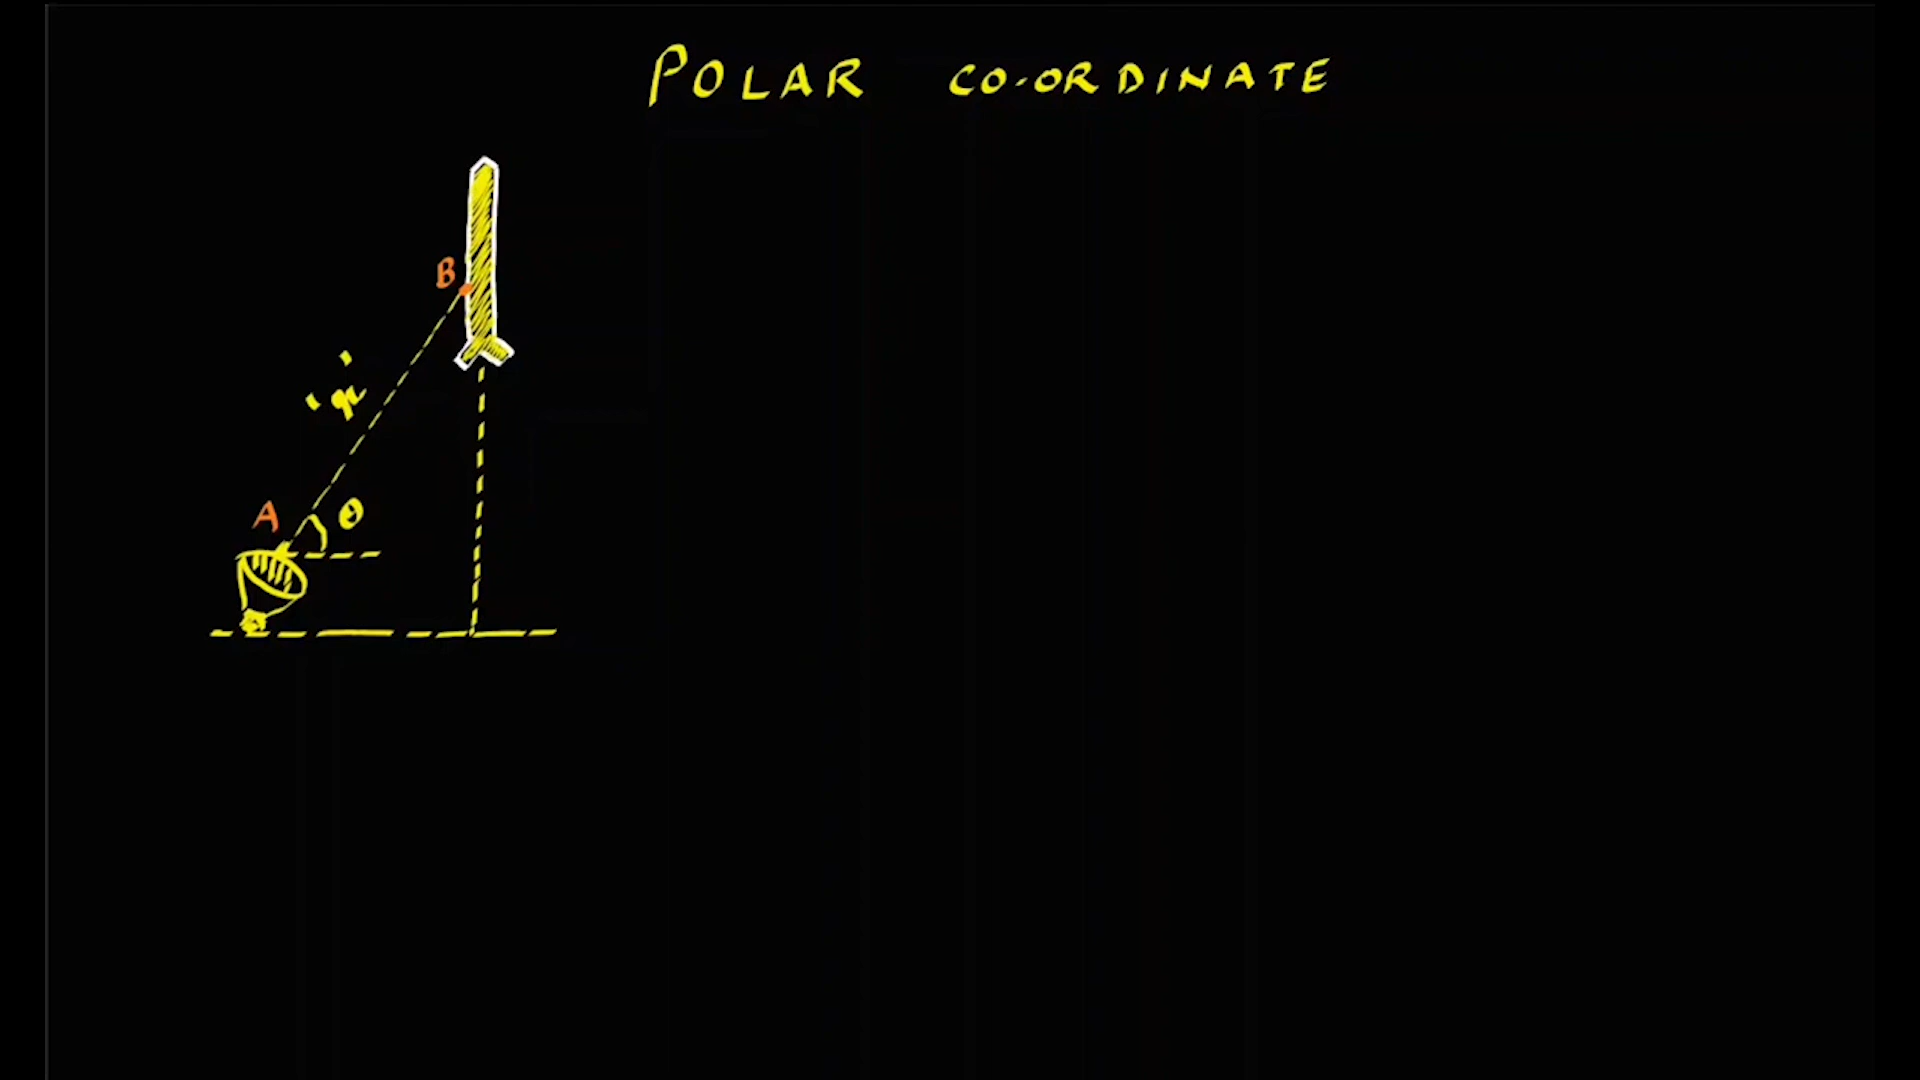 POLAR CO-ORDINATE
B
'r'
A
θ